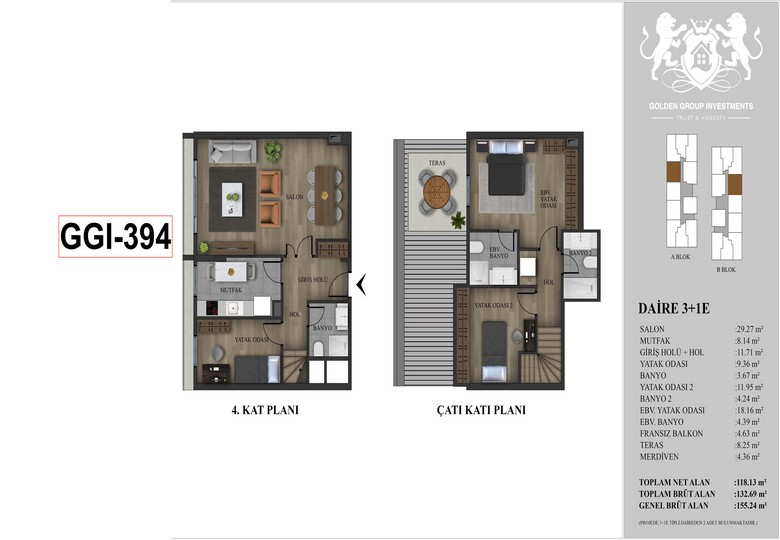 GGI-394
SALON
GİRİŞ HOLÜ
MUTFAK
HOL
BANYO
YATAK ODASI
4. KAT PLANI
TERAS
EBV.
YATAK
ODASI
EBV.
BANYO
BANYO 2
HOL
YATAK ODASI 2
ÇATI KATI PLANI
GOLDEN GROUP INVESTMENTS
TRUST & HONESTY
A BLOK
B BLOK
DAİRE 3+1E
SALON :29.27 m²
MUTFAK :8.14 m²
GİRİŞ HOLÜ + HOL :11.71 m²
YATAK ODASI :9.36 m²
BANYO :3.67 m²
YATAK ODASI 2 :11.95 m²
BANYO 2 :4.24 m²
EBV. YATAK ODASI :18.16 m²
EBV. BANYO :4.39 m²
FRANSIZ BALKON :4.63 m²
TERAS :8.25 m²
MERDİVEN :4.36 m²
TOPLAM NET ALAN :118.13 m²
TOPLAM BRÜT ALAN :132.69 m²
GENEL BRÜT ALAN :155.24 m²
(PROJEDE 3+1E TİPLİ DAİREDEN 2 ADET BULUNMAKTADIR.)